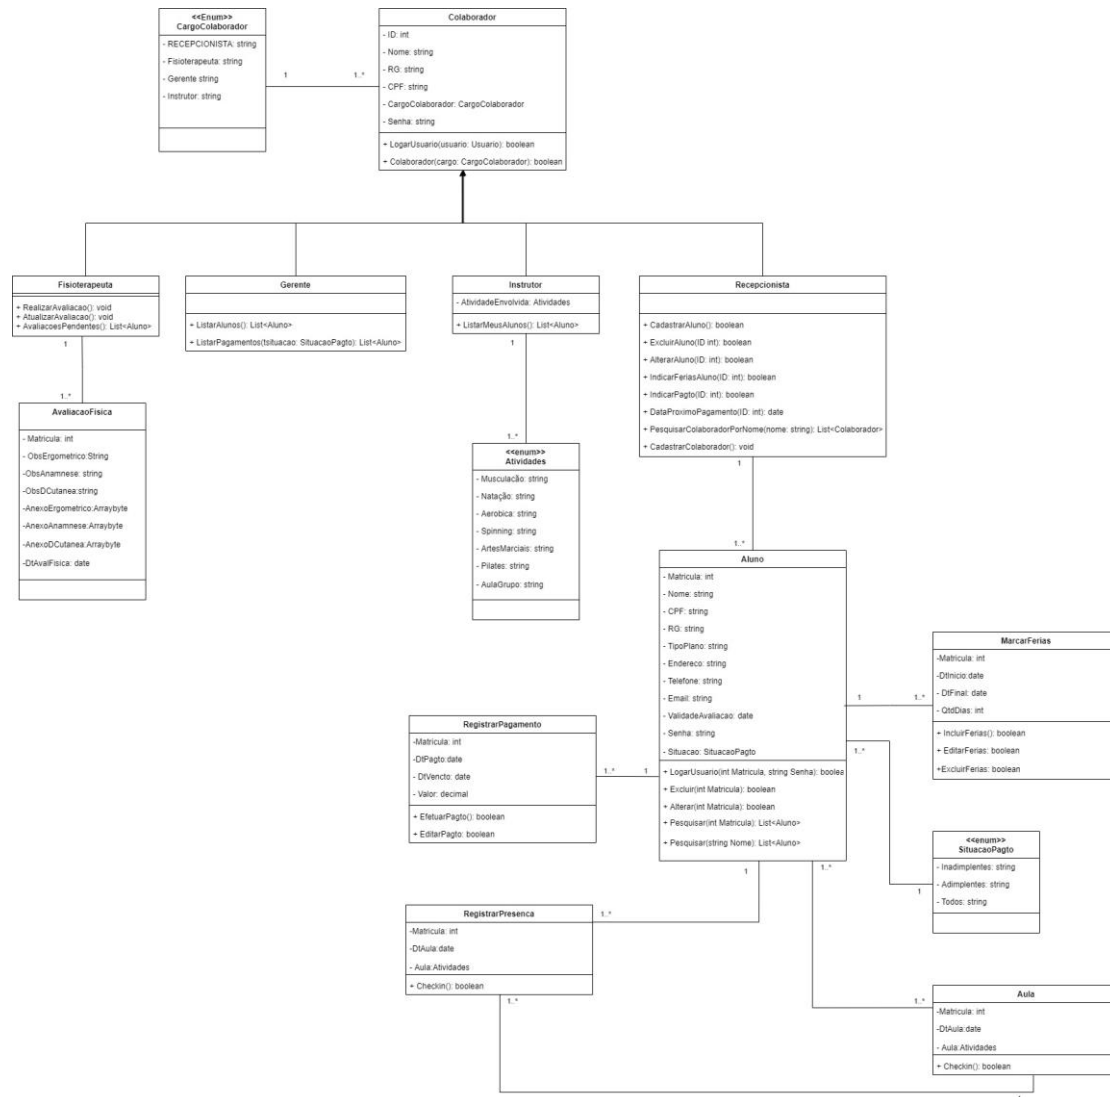 <<Enum>>
CargoColaborador
- RECEPCIONISTA: string
- Fisioterapeuta: string
- Gerente string
- Instrutor: string
1
1..*
Colaborador
- ID: int
- Nome: string
- RG: string
- CPF: string
- CargoColaborador: CargoColaborador
- Senha: string
+ LogarUsuario(usuario: Usuario): boolean
+ Colaborador(cargo: CargoColaborador): boolean
Fisioterapeuta
+ RealizarAvaliacao(): void
+ AtualizarAvaliacao(): void
+ AvaliacoesPendentes(): List<Aluno>
1
1..*
Gerente
+ ListarAlunos(): List<Aluno>
+ ListarPagamentos(tsituacao: SituacaoPagto): List<Aluno>
Instrutor
- AtividadeEnvolvida: Atividades
+ ListarMeusAlunos(): List<Aluno>
1
1..*
Recepcionista
+ CadastrarAluno(): boolean
+ ExcluirAluno(ID int): boolean
+ AlterarAluno(ID: int): boolean
+ IndicarFeriasAluno(ID: int): boolean
+ IndicarPagto(ID: int): boolean
+ DataProximoPagamento(ID: int): date
+ PesquisarColaboradorPorNome(nome: string): List<Colaborador>
+ CadastrarColaborador(): void
1
1..*
AvaliacaoFisica
- Matricula: int
- ObsErgometrico:String
-ObsAnamnese: string
-ObsDCutanea:string
-AnexoErgometrico:Arraybyte
-AnexoAnamnese:Arraybyte
-AnexoDCutanea:Arraybyte
-DtAvalFisica: date
<<enum>>
Atividades
- Musculacão: string
- Natação: string
- Aerobica: string
- Spinning: string
- ArtesMarciais: string
- Pilates: string
- AulaGrupo: string
Aluno
- Matricula: int
- Nome: string
- CPF: string
- RG: string
- TipoPlano: string
- Endereco: string
- Telefone: string
- Email: string
- ValidadeAvaliacao: date
- Senha: string
- Situacao: SituacaoPagto
+ LogarUsuario(int Matricula, string Senha): boolea
+ Excluir(int Matricula): boolean
+ Alterar(int Matricula): boolean
+ Pesquisar(int Matricula): List<Aluno>
+ Pesquisar(string Nome): List<Aluno>
1
1..*
MarcarFerias
-Matricula: int
-DtInicio:date
- DtFinal: date
- QtdDias: int
+ IncluirFerias(): boolean
+ EditarFerias: boolean
+ExcluirFerias: boolean
RegistrarPagamento
-Matricula: int
-DtPagto:date
- DtVencto: date
- Valor: decimal
+ EfetuarPagto(): boolean
+ EditarPagto: boolean
1..*
1
1..*
1
<<enum>>
SituacaoPagto
- Inadimplentes: string
- Adimplentes: string
- Todos: string
1
1..*
1..*
1..*
RegistrarPresenca
-Matricula: int
-DtAula:date
- Aula:Atividades
+ Checkin(): boolean
1..*
Aula
-Matricula: int
-DtAula:date
- Aula:Atividades
+ Checkin(): boolean